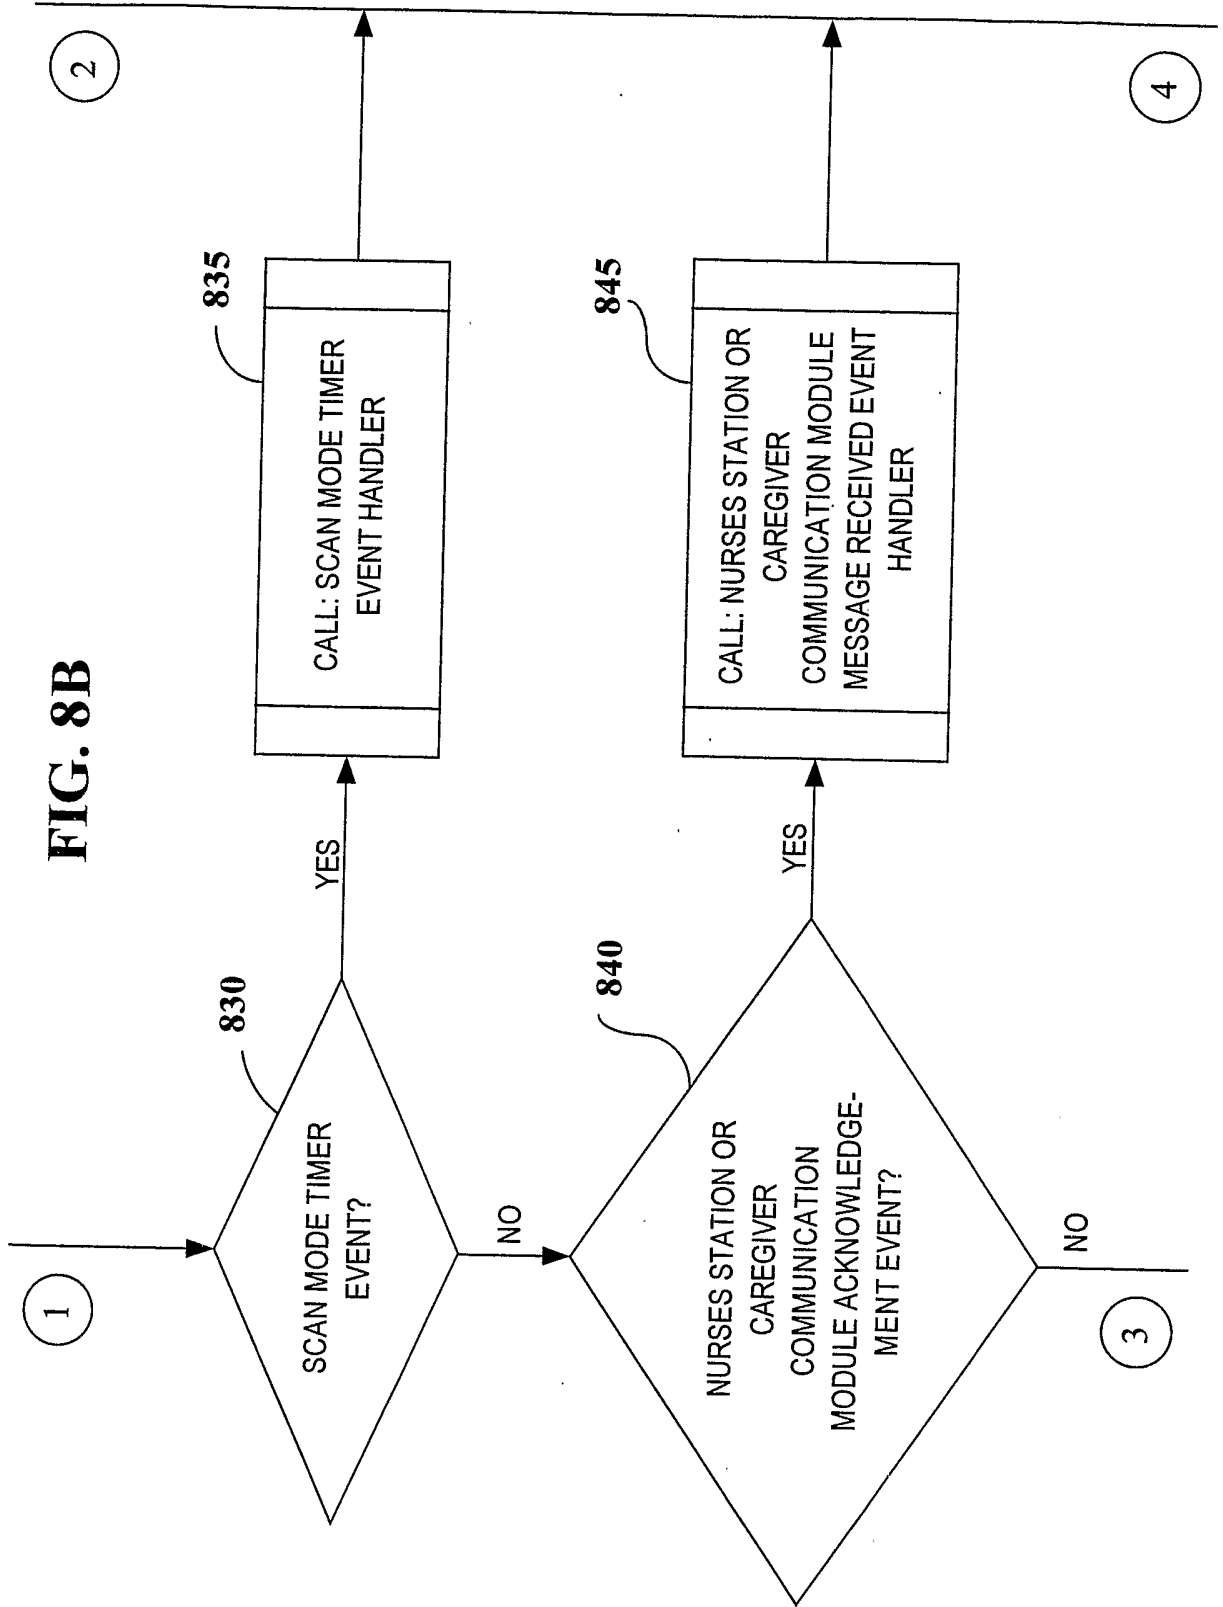 FIG. 8B
1
2
830
SCAN MODE TIMER
EVENT?
YES
835
CALL: SCAN MODE TIMER
EVENT HANDLER
NO
840
NURSES STATION OR
CAREGIVER
COMMUNICATION
MODULE ACKNOWLEDGE-
MENT EVENT?
YES
845
CALL: NURSES STATION OR
CAREGIVER
COMMUNICATION MODULE
MESSAGE RECEIVED EVENT
HANDLER
NO
3
4